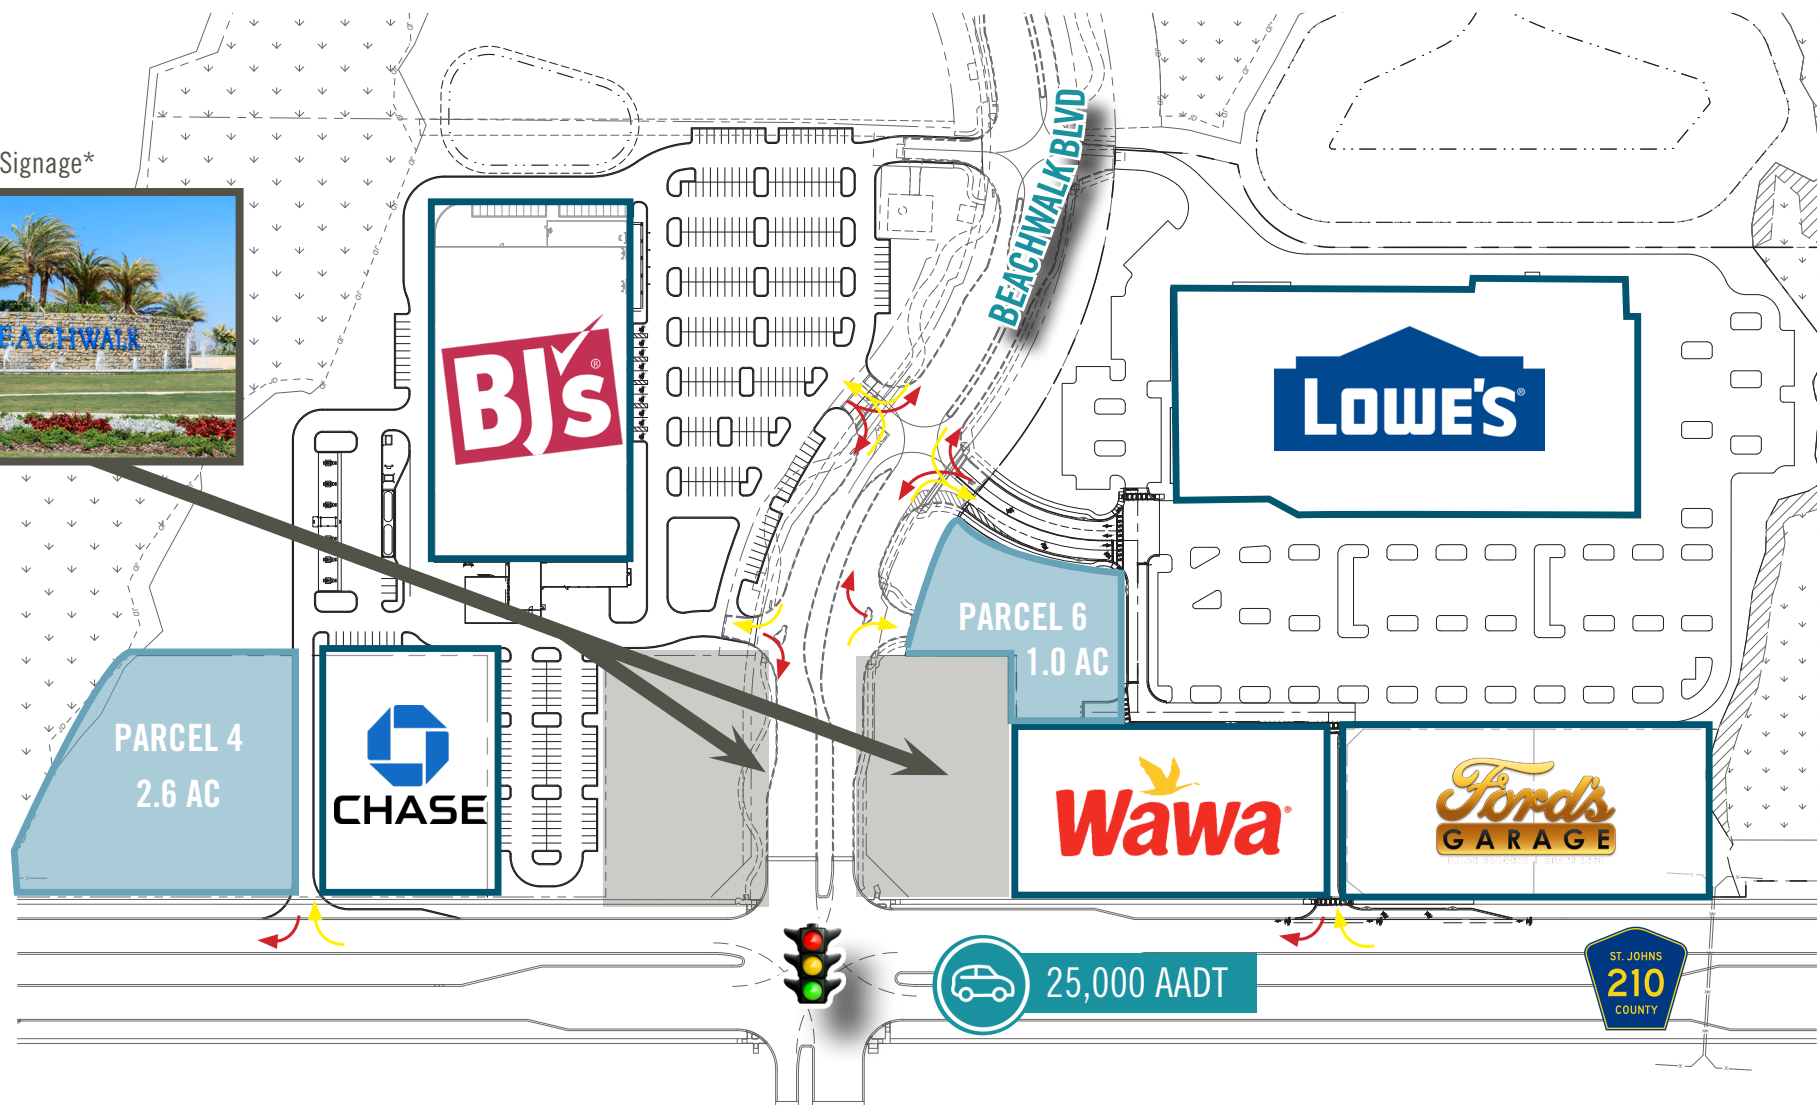 Signage*
EACHWALK
BEACHWALK BLVD
BJ's®
LOWE'S®
PARCEL 6
1.0 AC
PARCEL 4
2.6 AC
CHASE
Wawa®
Ford's
GARAGE
25,000 AADT
ST. JOHNS
210
COUNTY